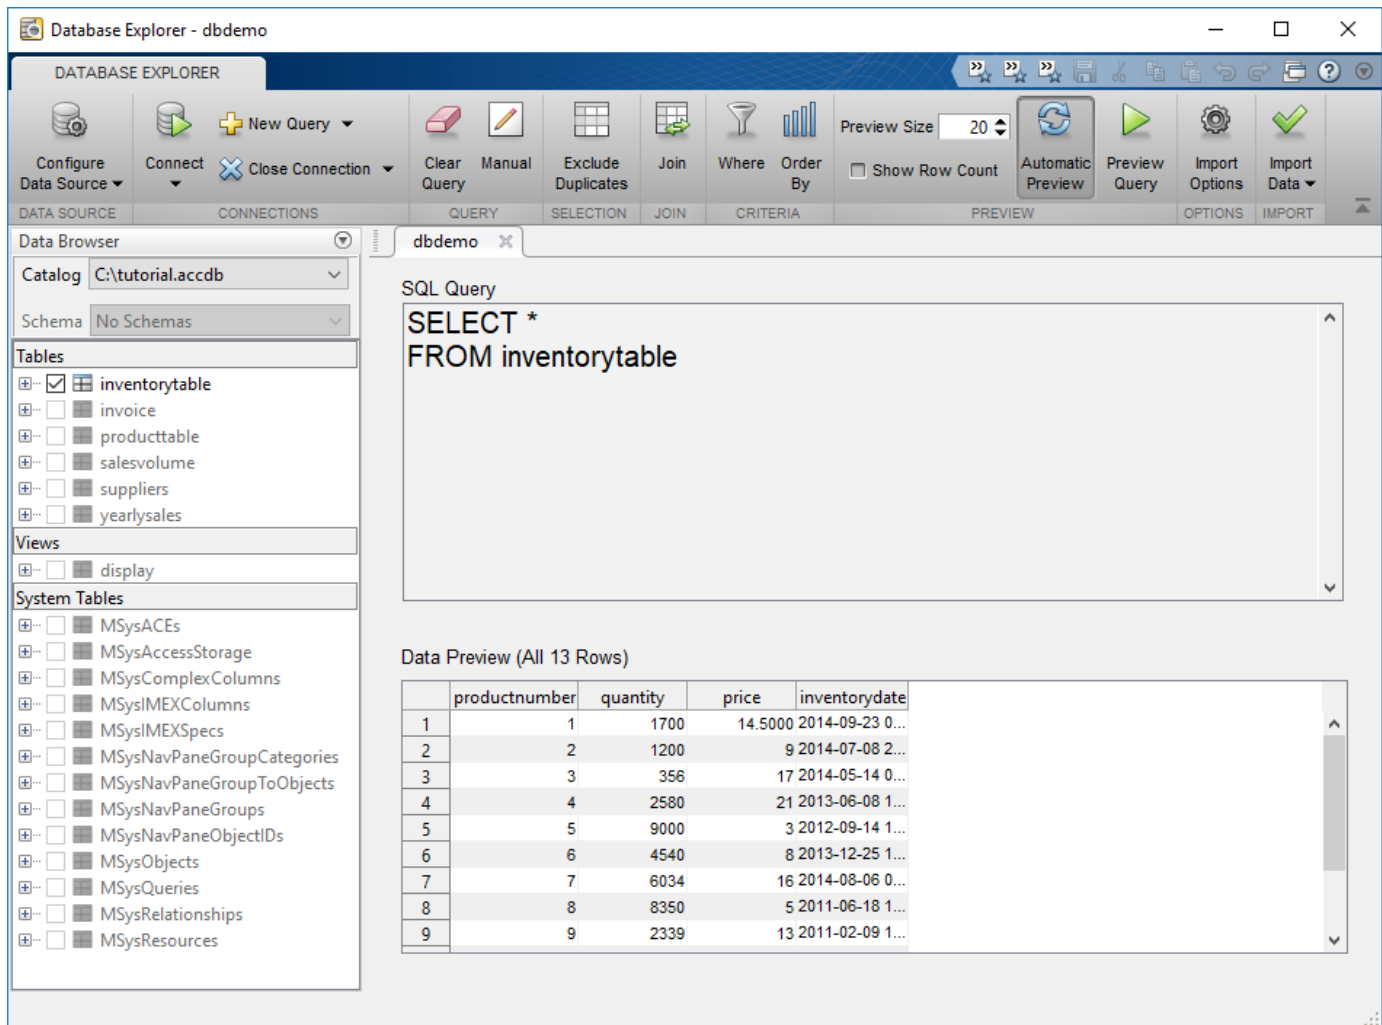 Database Explorer - dbdemo
DATABASE EXPLORER
Configure Data Source
Connect
New Query
Close Connection
Clear Query
Manual
Exclude Duplicates
Join
Where
Order By
Preview Size 20
Show Row Count
Automatic Preview
Preview Query
Import Options
Import Data
DATA SOURCE CONNECTIONS QUERY SELECTION JOIN CRITERIA PREVIEW OPTIONS IMPORT
Data Browser
Catalog C:\tutorial.accdb
Schema No Schemas
Tables
inventorytable
invoice
producttable
salesvolume
suppliers
yearlysales
Views
display
System Tables
MSysACEs
MSysAccessStorage
MSysComplexColumns
MSysIMEXColumns
MSysIMEXSpecs
MSysNavPaneGroupCategories
MSysNavPaneGroupToObjects
MSysNavPaneGroups
MSysNavPaneObjectIDs
MSysObjects
MSysQueries
MSysRelationships
MSysResources
dbdemo
SQL Query
SELECT *
FROM inventorytable
Data Preview (All 13 Rows)
productnumber quantity price inventorydate
1 1 1700 14.5000 2014-09-23 0...
2 2 1200 9 2014-07-08 2...
3 3 356 17 2014-05-14 0...
4 4 2580 21 2013-06-08 1...
5 5 9000 3 2012-09-14 1...
6 6 4540 8 2013-12-25 1...
7 7 6034 16 2014-08-06 0...
8 8 8350 5 2011-06-18 1...
9 9 2339 13 2011-02-09 1...